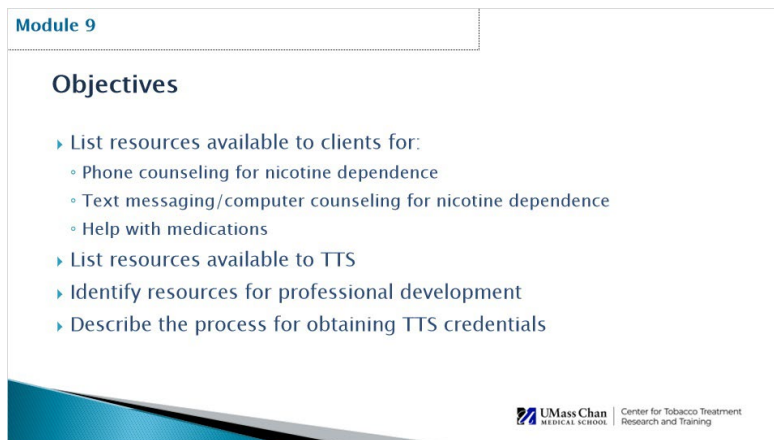 Module 9
Objectives
List resources available to clients for:
Phone counseling for nicotine dependence
Text messaging/computer counseling for nicotine dependence
Help with medications
List resources available to TTS
Identify resources for professional development
Describe the process for obtaining TTS credentials
UMass Chan
MEDICAL SCHOOL
Center for Tobacco Treatment
Research and Training